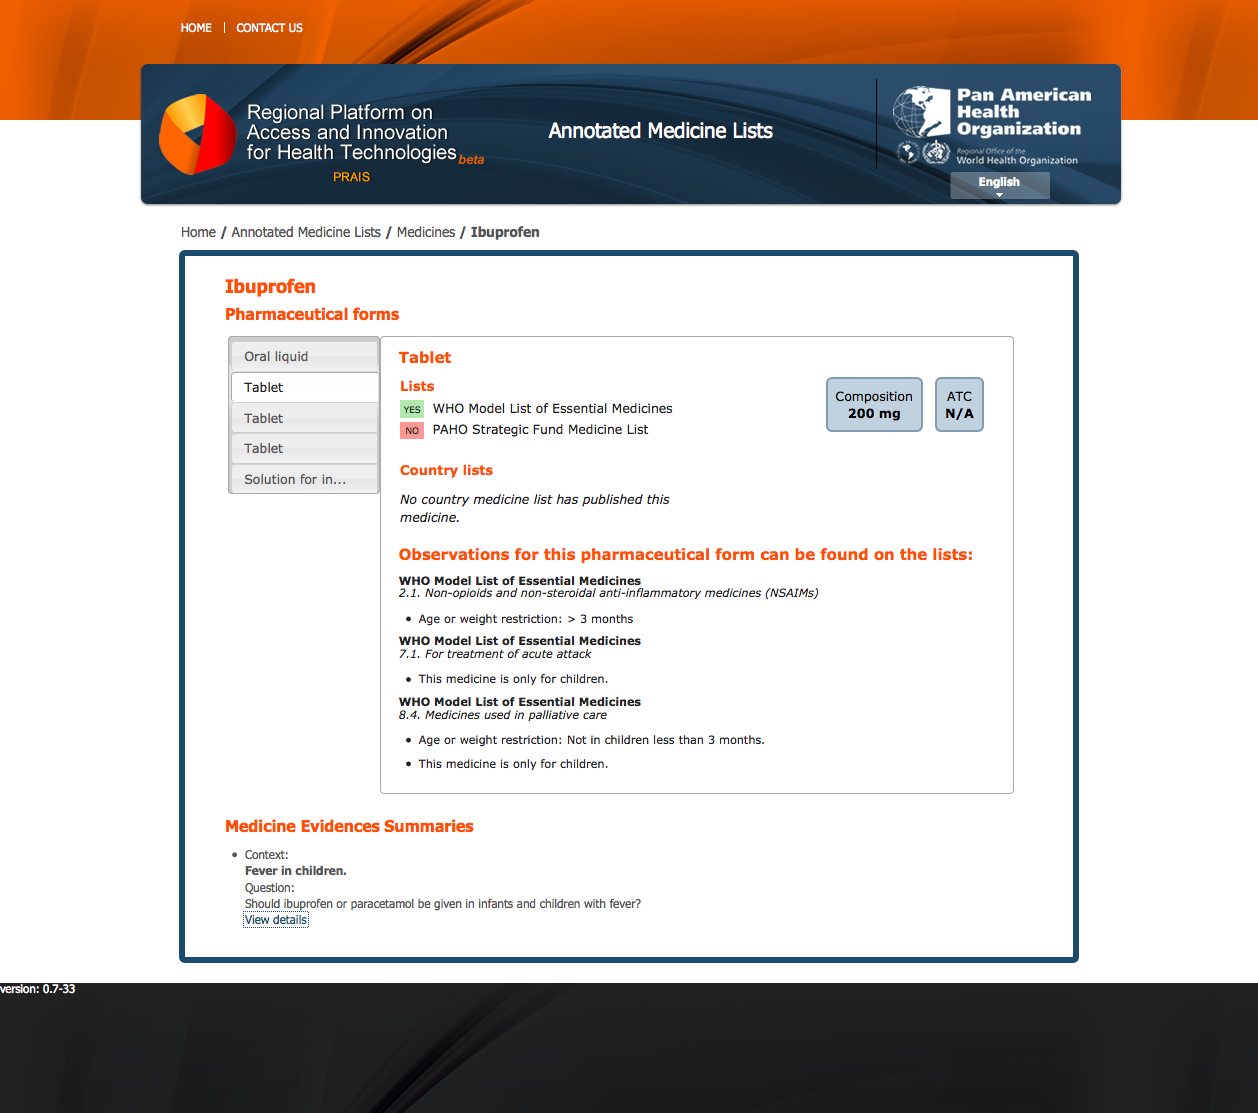 HOME | CONTACT US
Regional Platform on
Access and Innovation
for Health Technologies beta
PRAIS
Annotated Medicine Lists
Pan American
Health
Organization
Regional Office of the
World Health Organization
English
Home / Annotated Medicine Lists / Medicines / Ibuprofen
Ibuprofen
Pharmaceutical forms
Oral liquid
Tablet
Tablet
Tablet
Solution for in...
Tablet
Lists
YES WHO Model List of Essential Medicines
NO PAHO Strategic Fund Medicine List
Composition
200 mg
ATC
N/A
Country lists
No country medicine list has published this
medicine.
Observations for this pharmaceutical form can be found on the lists:
WHO Model List of Essential Medicines
2.1. Non-opioids and non-steroidal anti-inflammatory medicines (NSAIMs)
• Age or weight restriction: > 3 months
WHO Model List of Essential Medicines
7.1. For treatment of acute attack
• This medicine is only for children.
WHO Model List of Essential Medicines
8.4. Medicines used in palliative care
• Age or weight restriction: Not in children less than 3 months.
• This medicine is only for children.
Medicine Evidences Summaries
• Context:
Fever in children.
Question:
Should ibuprofen or paracetamol be given in infants and children with fever?
View details
version: 0.7-33